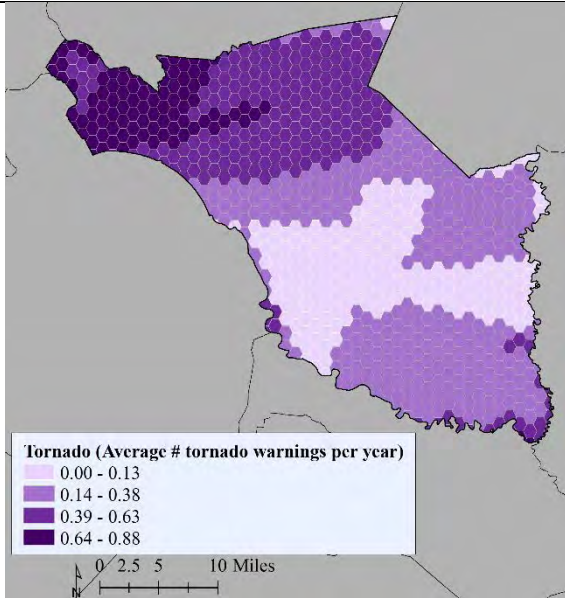 Tornado (Average # tornado warnings per year)
0.00 - 0.13
0.14 - 0.38
0.39 - 0.63
0.64 - 0.88
0 2.5 5 10 Miles